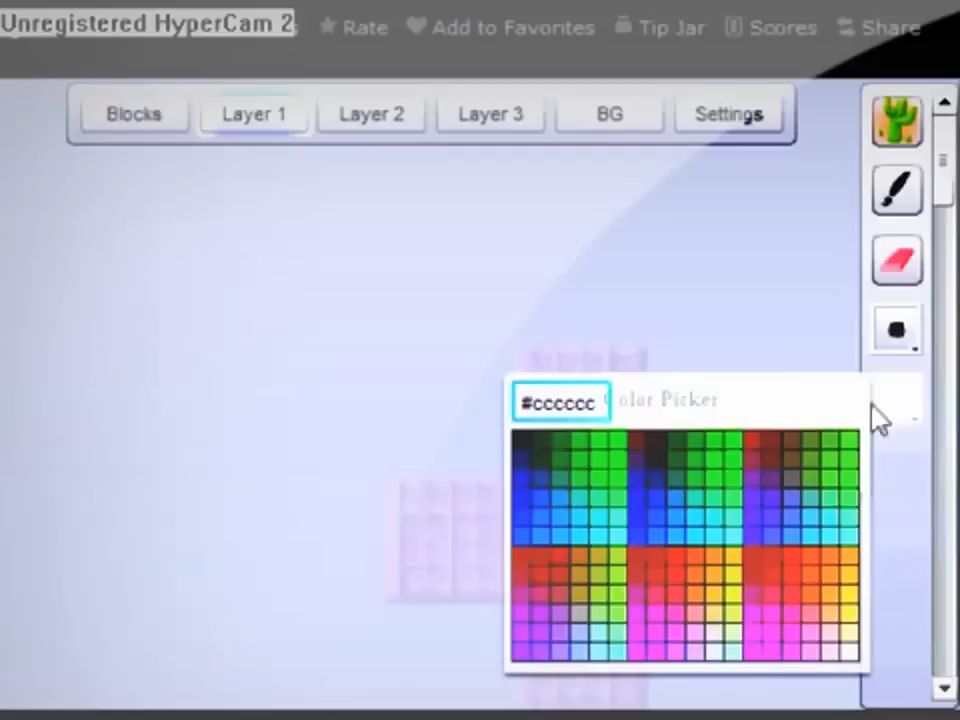 Unregistered HyperCam 2
Rate
Add to Favorites
Tip Jar
Scores
Share
Blocks
Layer 1
Layer 2
Layer 3
BG
Settings
#cccccc
Color Picker